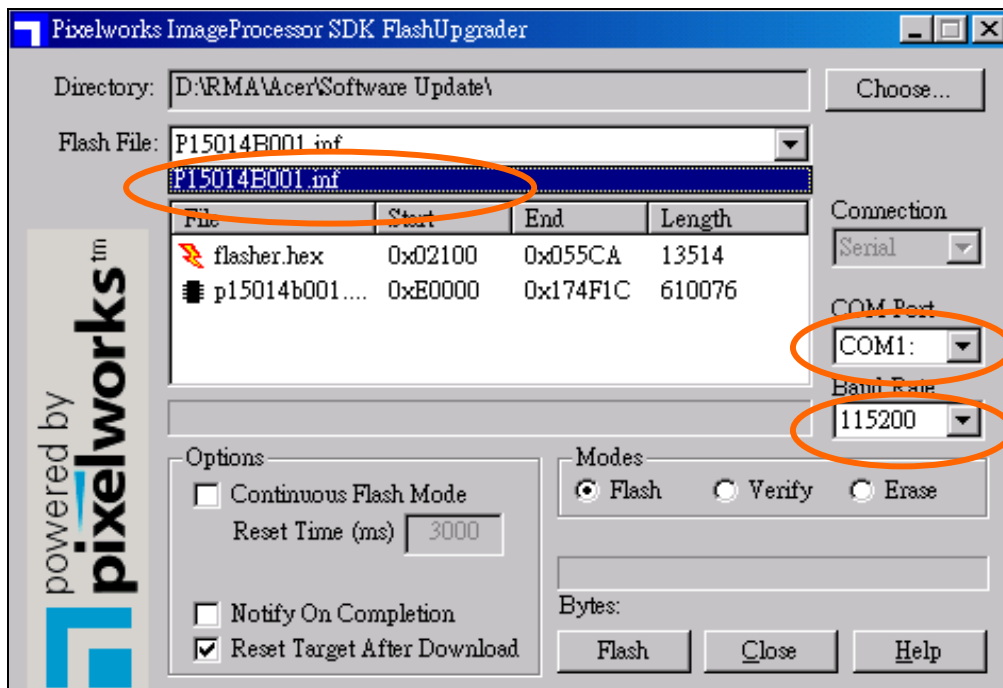 Pixelworks ImageProcessor SDK FlashUpgrader
Directory: D:\RMA\Acer\Software Update\ Choose...
Flash File: P15014B001.inf
P15014B001.inf
File Start End Length
flasher.hex 0x02100 0x055CA 13514
p15014b001.... 0xE0000 0x174F1C 610076
Connection
Serial
COM Port
COM1:
Baud Rate
115200
powered by
pixelworks tm
Options
Continuous Flash Mode
Reset Time (ms) 3000
Notify On Completion
Reset Target After Download
Modes
Flash Verify Erase
Bytes:
Flash Close Help